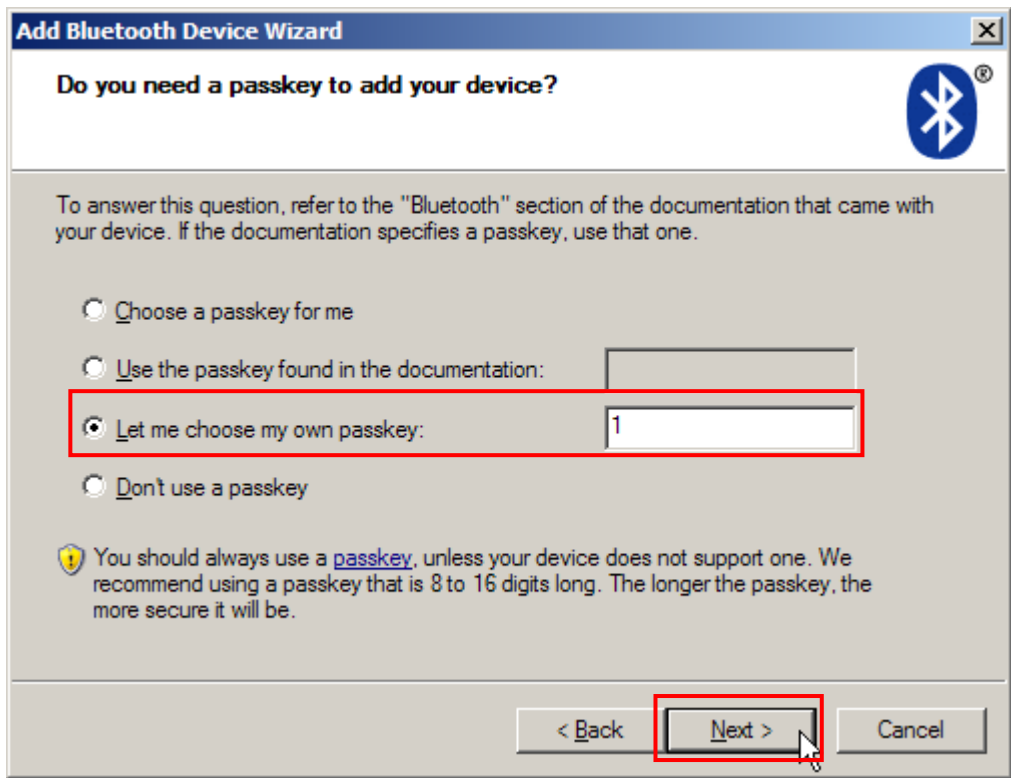 Add Bluetooth Device Wizard
Do you need a passkey to add your device?
®
To answer this question, refer to the "Bluetooth" section of the documentation that came with
your device. If the documentation specifies a passkey, use that one.
Choose a passkey for me
Use the passkey found in the documentation:
Let me choose my own passkey: 1
Don't use a passkey
You should always use a passkey, unless your device does not support one. We
recommend using a passkey that is 8 to 16 digits long. The longer the passkey, the
more secure it will be.
< Back Next > Cancel